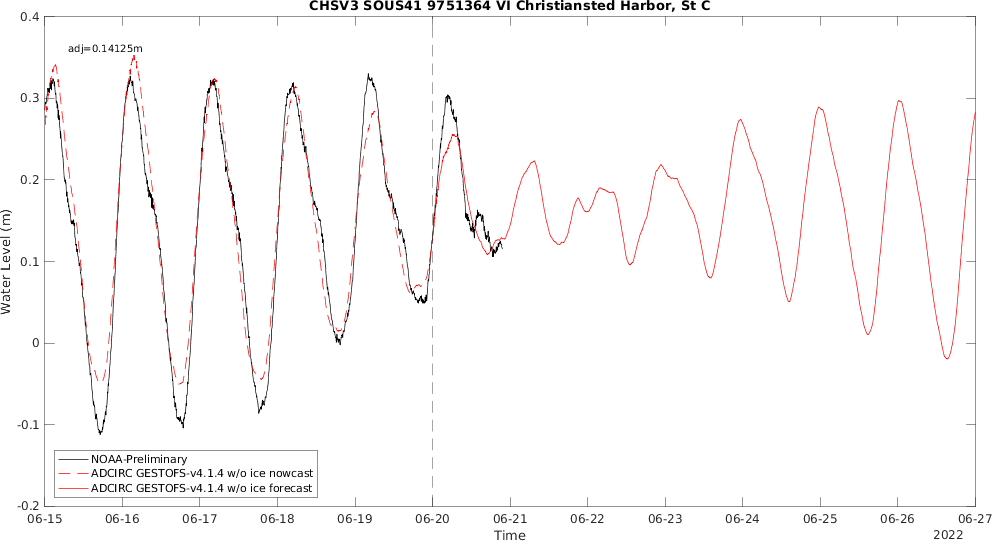 CHSV3 SOUS41 9751364 VI Christiansted Harbor, St C
adj=0.14125m
0.4
0.3
0.2
0.1
0
-0.1
-0.2
Water Level (m)
NOAA-Preliminary
ADCIRC GESTOFS-v4.1.4 w/o ice nowcast
ADCIRC GESTOFS-v4.1.4 w/o ice forecast
06-15 06-16 06-17 06-18 06-19 06-20 06-21 06-22 06-23 06-24 06-25 06-26 06-27
Time
2022